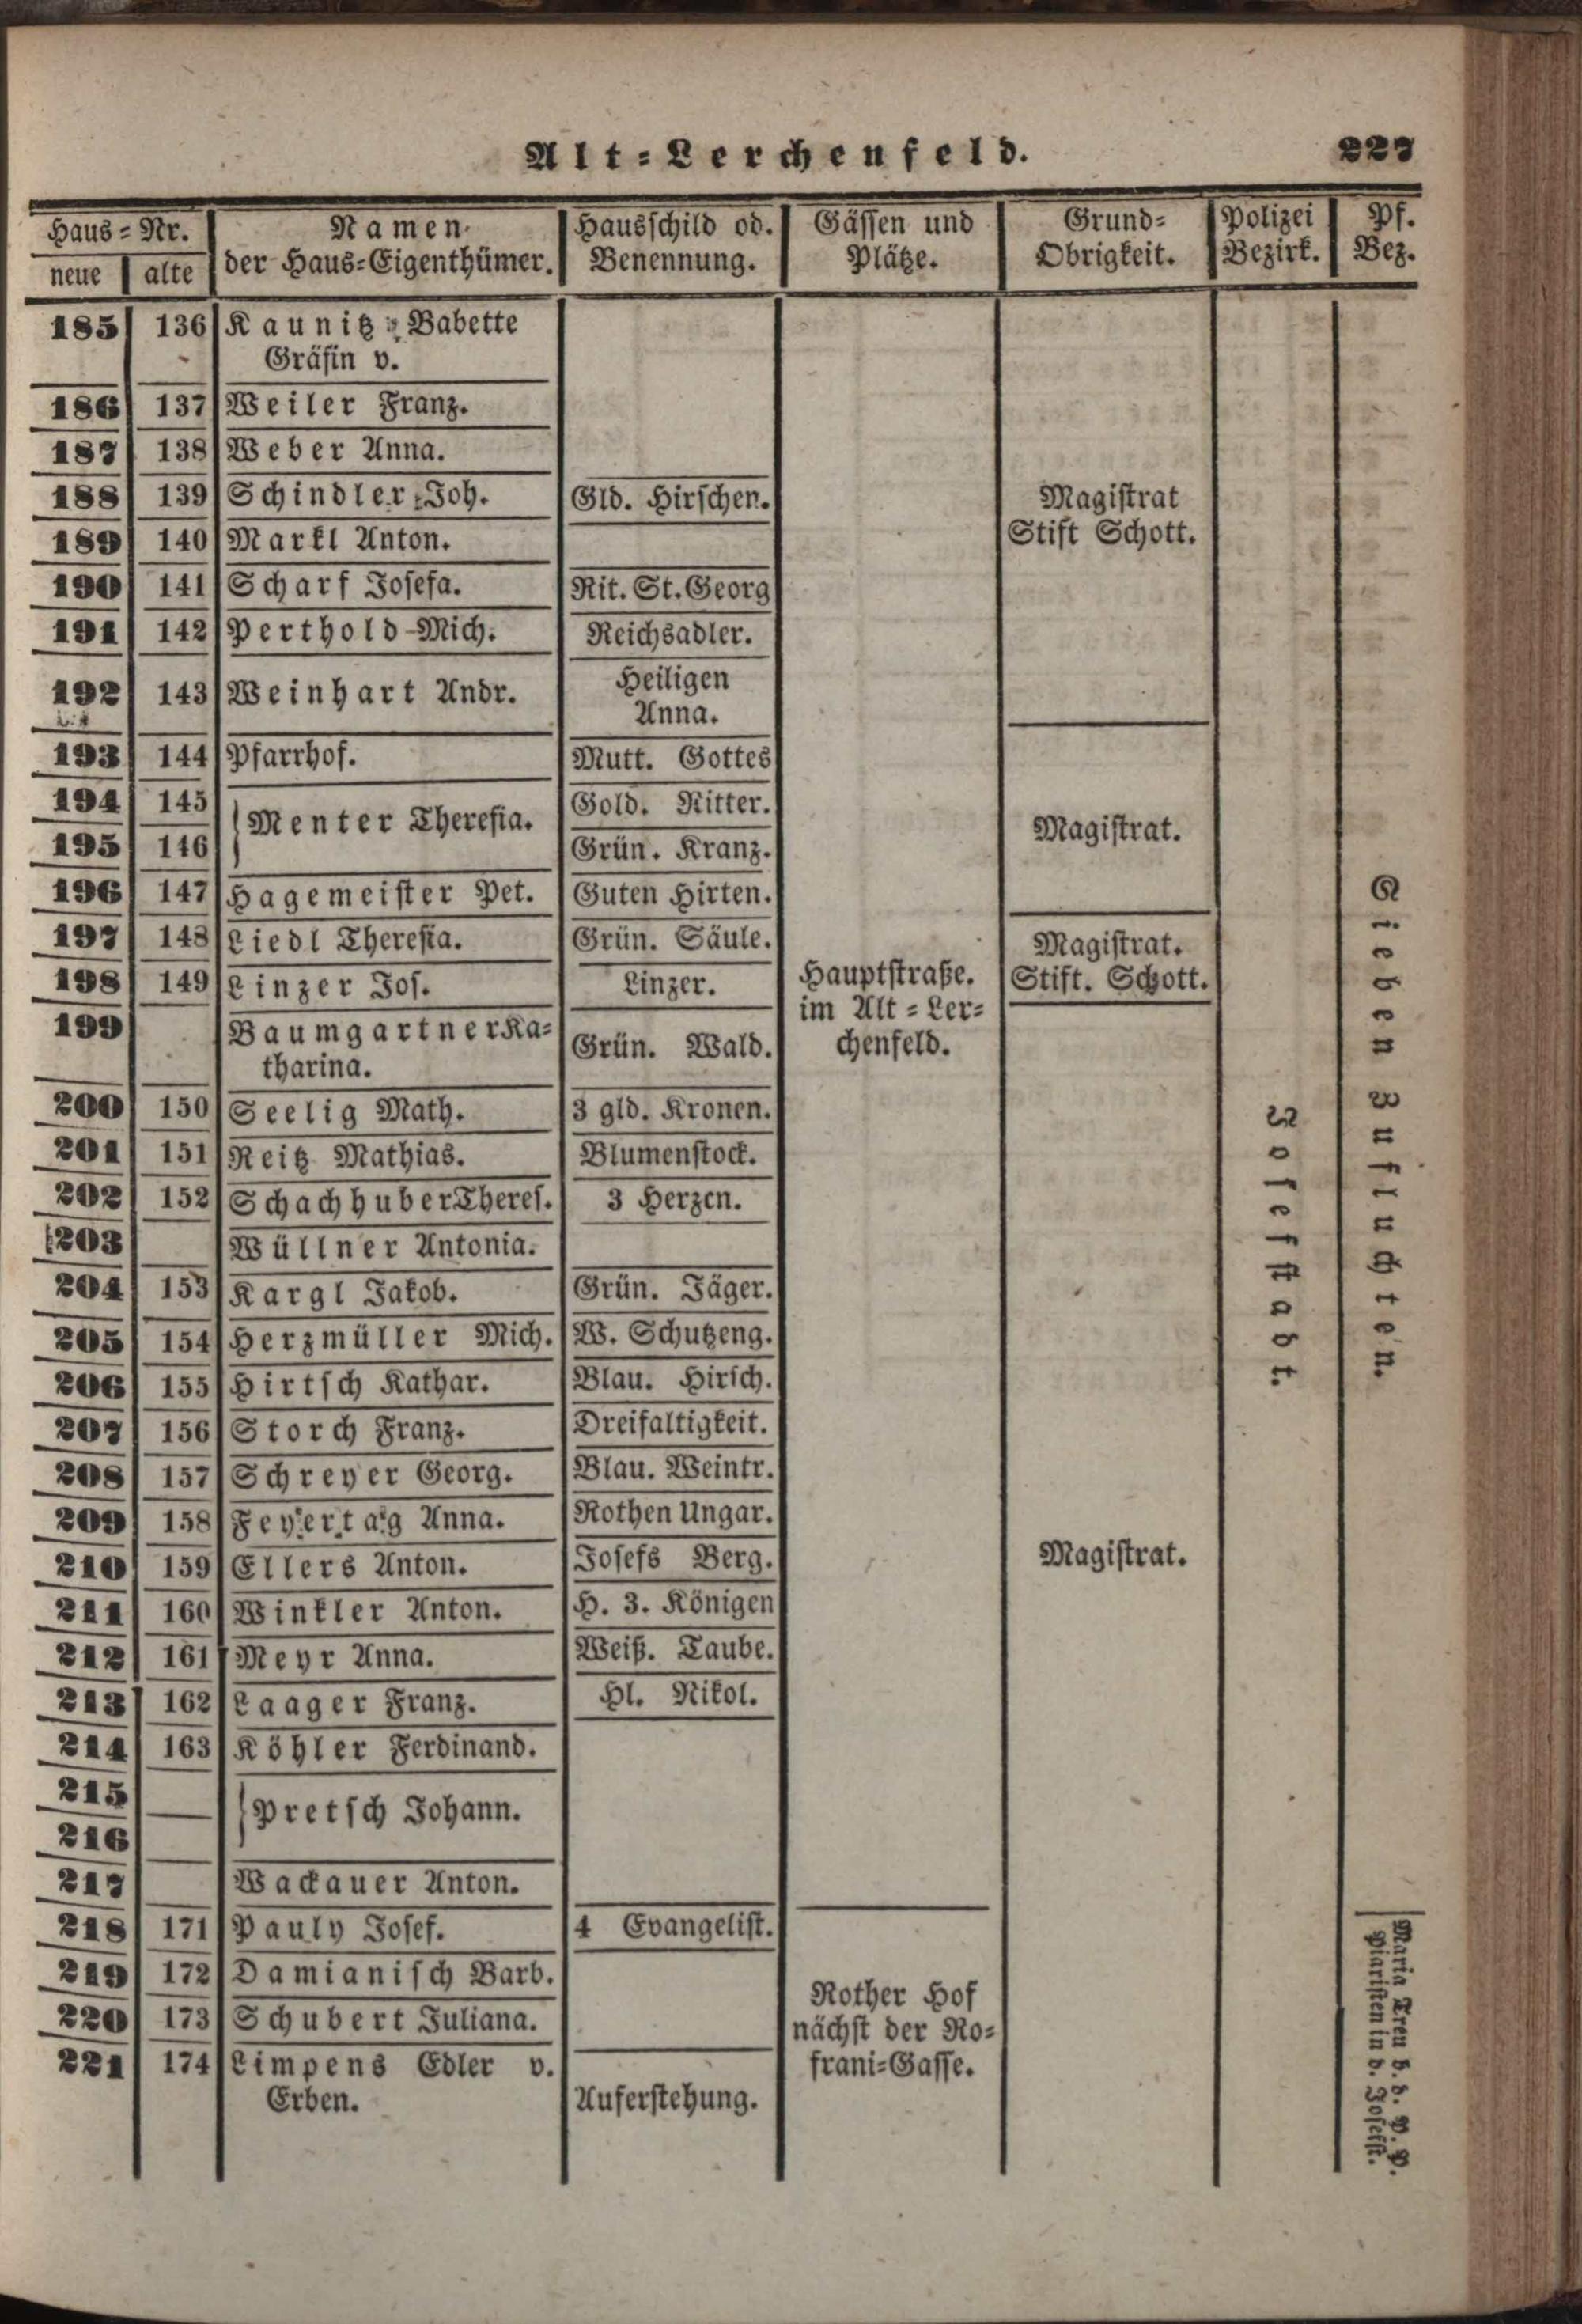 Alt-Lerchenfeld. 227
Haus-Nr. Namen Hausschild od. Gässen und Grund- Polizei Pf.
neue alte der Haus-Eigenthümer. Benennung. Plätze. Obrigkeit. Bezirk. Bez.
185 136 Kaunitz Babette
Gräfin v.
186 137 Weiler Franz.
187 138 Weber Anna.
188 139 Schindler Joh. Gld. Hirschen. Magistrat
189 140 Markl Anton. Stift Schott.
190 141 Scharf Josefa. Rit. St. Georg
191 142 Perthold Mich. Reichsadler.
192 143 Weinhart Andr. Heiligen
Anna.
193 144 Pfarrhof. Mutt. Gottes
194 145 Menter Theresia. Gold. Ritter.
195 146 Grün. Kranz. Magistrat.
196 147 Hagemeister Pet. Guten Hirten.
197 148 Liedl Theresia. Grün. Säule. Magistrat.
198 149 Linzer Jos. Linzer. Hauptstraße. Stift. Schott.
199 Baumgartner Ka- Grün. Wald. im Alt-Ler-
tharina. chenfeld.
200 150 Seelig Math. 3 gld. Kronen.
201 151 Reitz Mathias. Blumenstock.
202 152 Schachhuber Theres. 3 Herzen.
203 Wüllner Antonia.
204 153 Kargl Jakob. Grün. Jäger.
205 154 Herzmüller Mich. W. Schutzeng.
206 155 Hirtsch Kathar. Blau. Hirsch.
207 156 Storch Franz. Dreifaltigkeit.
208 157 Schreyer Georg. Blau. Weintr.
209 158 Feyertag Anna. Rothen Ungar.
210 159 Ellers Anton. Josefs Berg. Magistrat.
211 160 Winkler Anton. H. 3. Königen
212 161 Meyr Anna. Weiß. Taube.
213 162 Laager Franz. Hl. Nikol.
214 163 Köhler Ferdinand.
215 — Pretsch Johann.
216
217 Wackauer Anton.
218 171 Pauly Josef. 4 Evangelist.
219 172 Damianisch Barb.
220 173 Schubert Juliana. Rother Hof
nächst der Ro-
221 174 Limpens Edler v. frani-Gasse.
Erben. Auferstehung.
Josefstadt.
Sieben Zufluchten.
Maria Treu b. d. P. P.
Piaristen in d. Josefst.